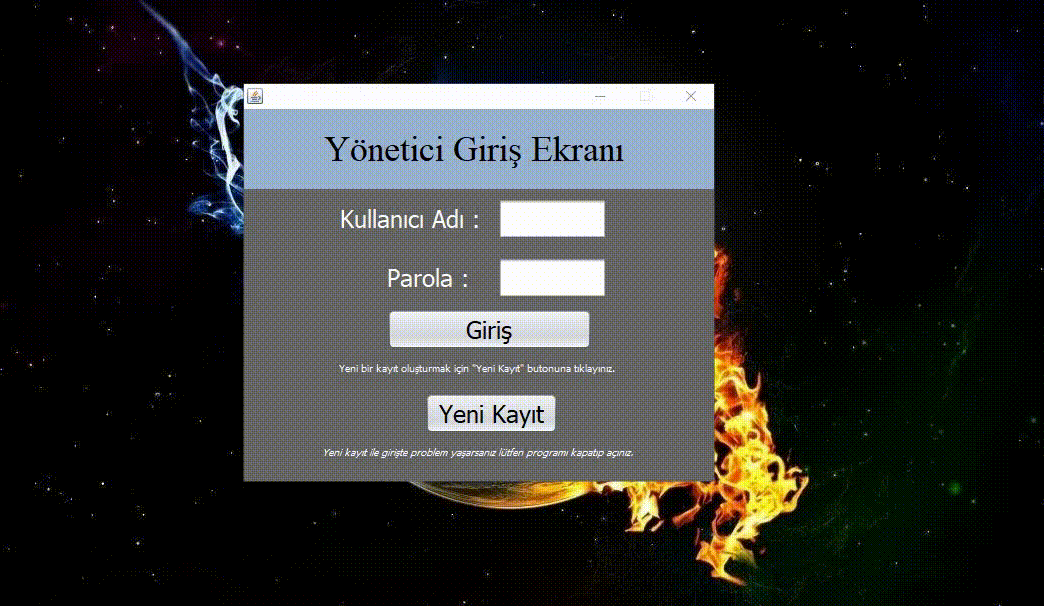 Yönetici Giriş Ekranı
Kullanıcı Adı :
Parola :
Giriş
Yeni bir kayıt oluşturmak için "Yeni Kayıt" butonuna tıklayınız.
Yeni Kayıt
Yeni kayıt ile girişte problem yaşarsanız lütfen programı kapatıp açınız.